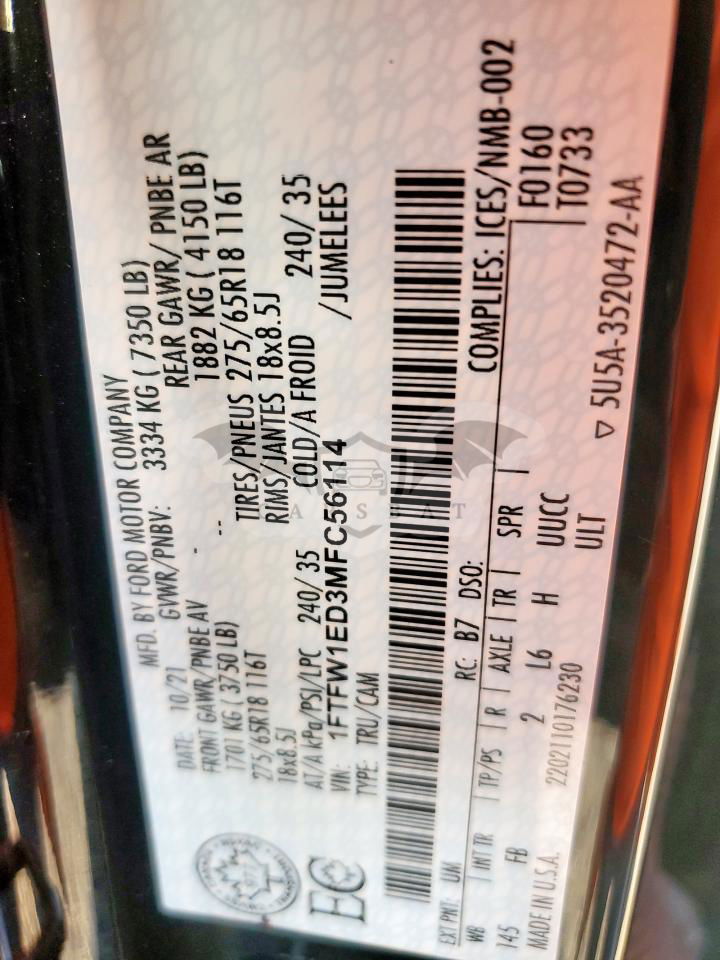 MFD. BY FORD MOTOR COMPANY
DATE: 10/21 GVWR/PNBV: 3334 KG ( 7350 LB)
FRONT GAWR/PNBE AV - REAR GAWR/ PNBE AR
1701 KG ( 3750 LB) -- 1882 KG ( 4150 LB)
275/65R18 116T TIRES/PNEUS 275/65R18 116T
18x8.5J RIMS/JANTES 18x8.5J
AT/A kPa/PSI/LPC 240/ 35 COLD/A FROID 240/ 35
VIN: 1FTFW1ED3MFC56114 /JUMELEES
TYPE: TRU/CAM
EC
EXT PNT: UM RC: B7 DSO: COMPLIES: ICES/NMB-002
WB INT TR TP/PS R AXLE TR SPR F0160
145 FB 2 L6 H UUCC T0733
ULT
MADE IN U.S.A. 2202110176230 ▽ 5U5A-3520472-AA